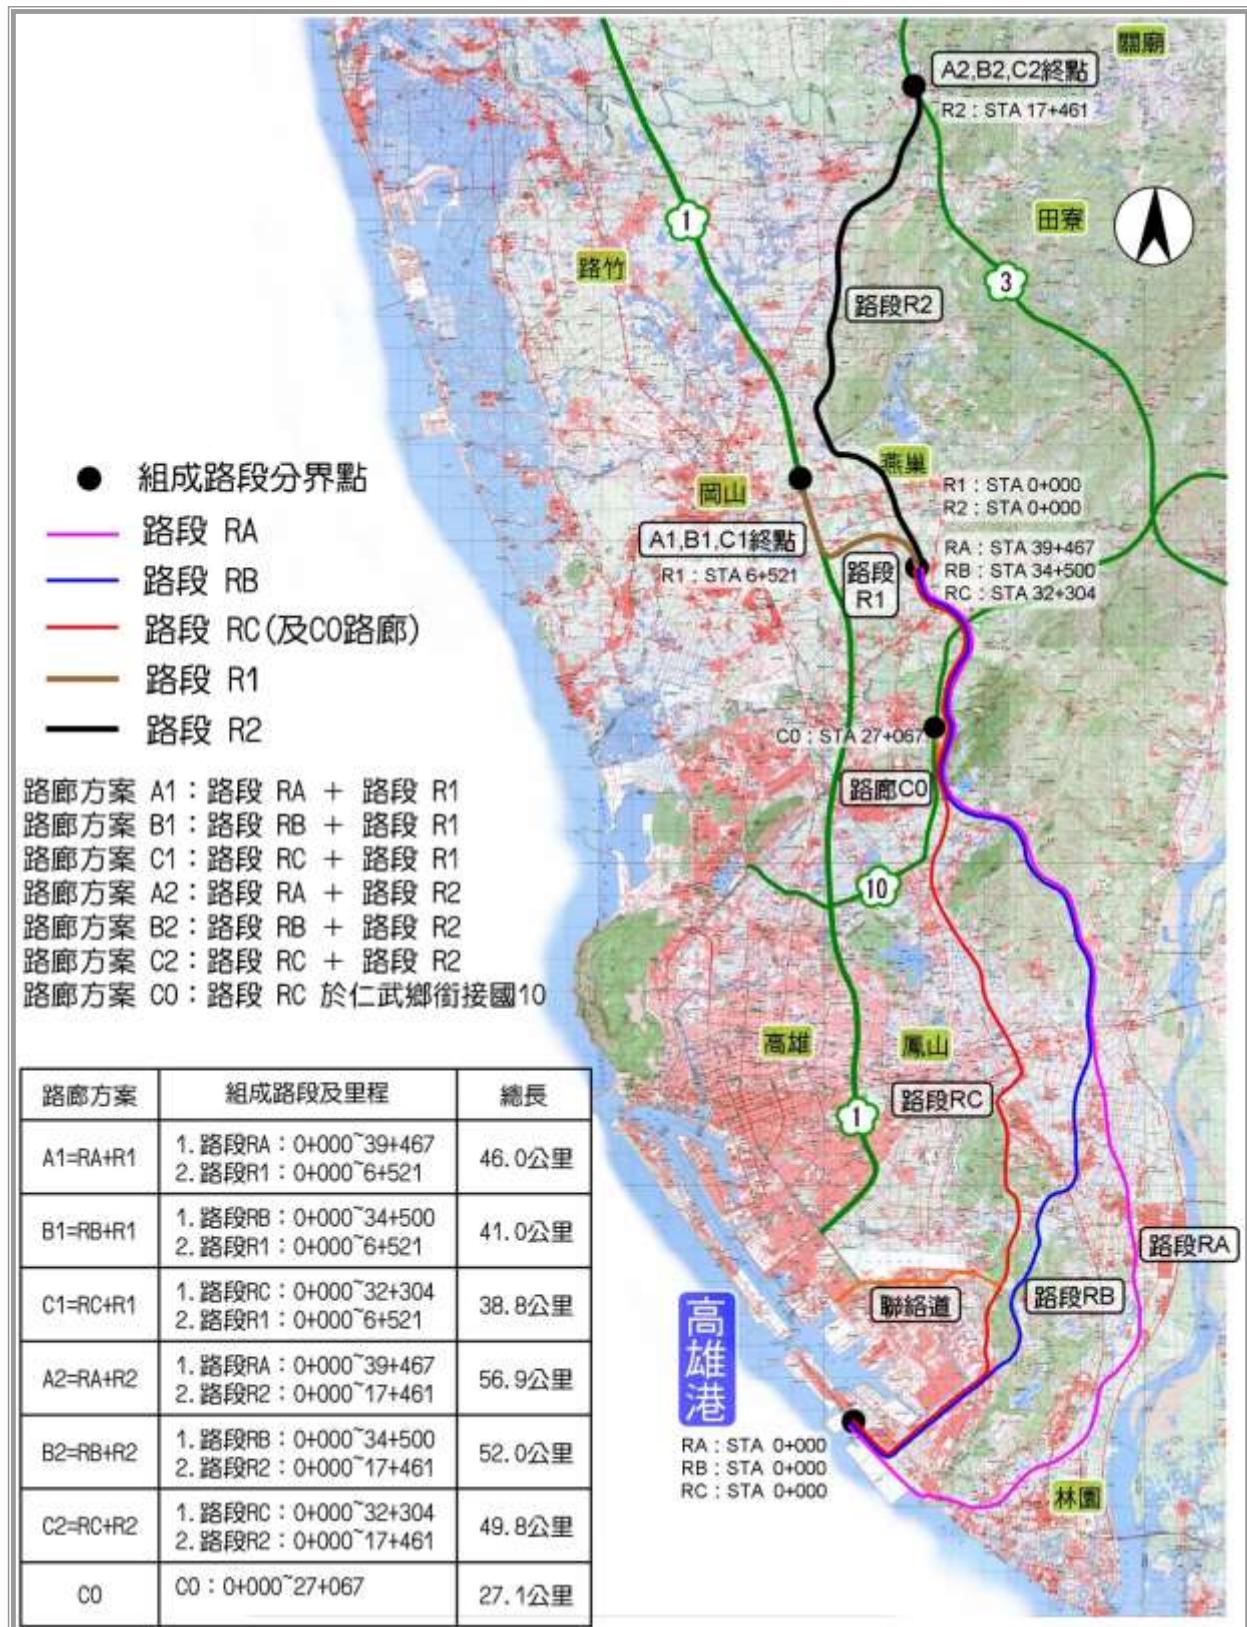 關廟
A2,B2,C2終點
R2：STA 17+461
1
田寮
路竹
3
路段R2
燕巢
岡山
R1：STA 0+000
R2：STA 0+000
A1,B1,C1終點
R1：STA 6+521
路段
R1
RA：STA 39+467
RB：STA 34+500
RC：STA 32+304
C0：STA 27+067
路廊C0
10
高雄
鳳山
路段RC
1
路段RA
路段RB
聯絡道
高雄港
RA：STA 0+000
RB：STA 0+000
RC：STA 0+000
林園
組成路段分界點
路段 RA
路段 RB
路段 RC(及C0路廊)
路段 R1
路段 R2
路廊方案 A1：路段 RA + 路段 R1
路廊方案 B1：路段 RB + 路段 R1
路廊方案 C1：路段 RC + 路段 R1
路廊方案 A2：路段 RA + 路段 R2
路廊方案 B2：路段 RB + 路段 R2
路廊方案 C2：路段 RC + 路段 R2
路廊方案 C0：路段 RC 於仁武鄉銜接國10
路廊方案 組成路段及里程 總長
A1=RA+R1 1.路段RA：0+000~39+467 46.0公里
2.路段R1：0+000~6+521
B1=RB+R1 1.路段RB：0+000~34+500 41.0公里
2.路段R1：0+000~6+521
C1=RC+R1 1.路段RC：0+000~32+304 38.8公里
2.路段R1：0+000~6+521
A2=RA+R2 1.路段RA：0+000~39+467 56.9公里
2.路段R2：0+000~17+461
B2=RB+R2 1.路段RB：0+000~34+500 52.0公里
2.路段R2：0+000~17+461
C2=RC+R2 1.路段RC：0+000~32+304 49.8公里
2.路段R2：0+000~17+461
C0 C0：0+000~27+067 27.1公里